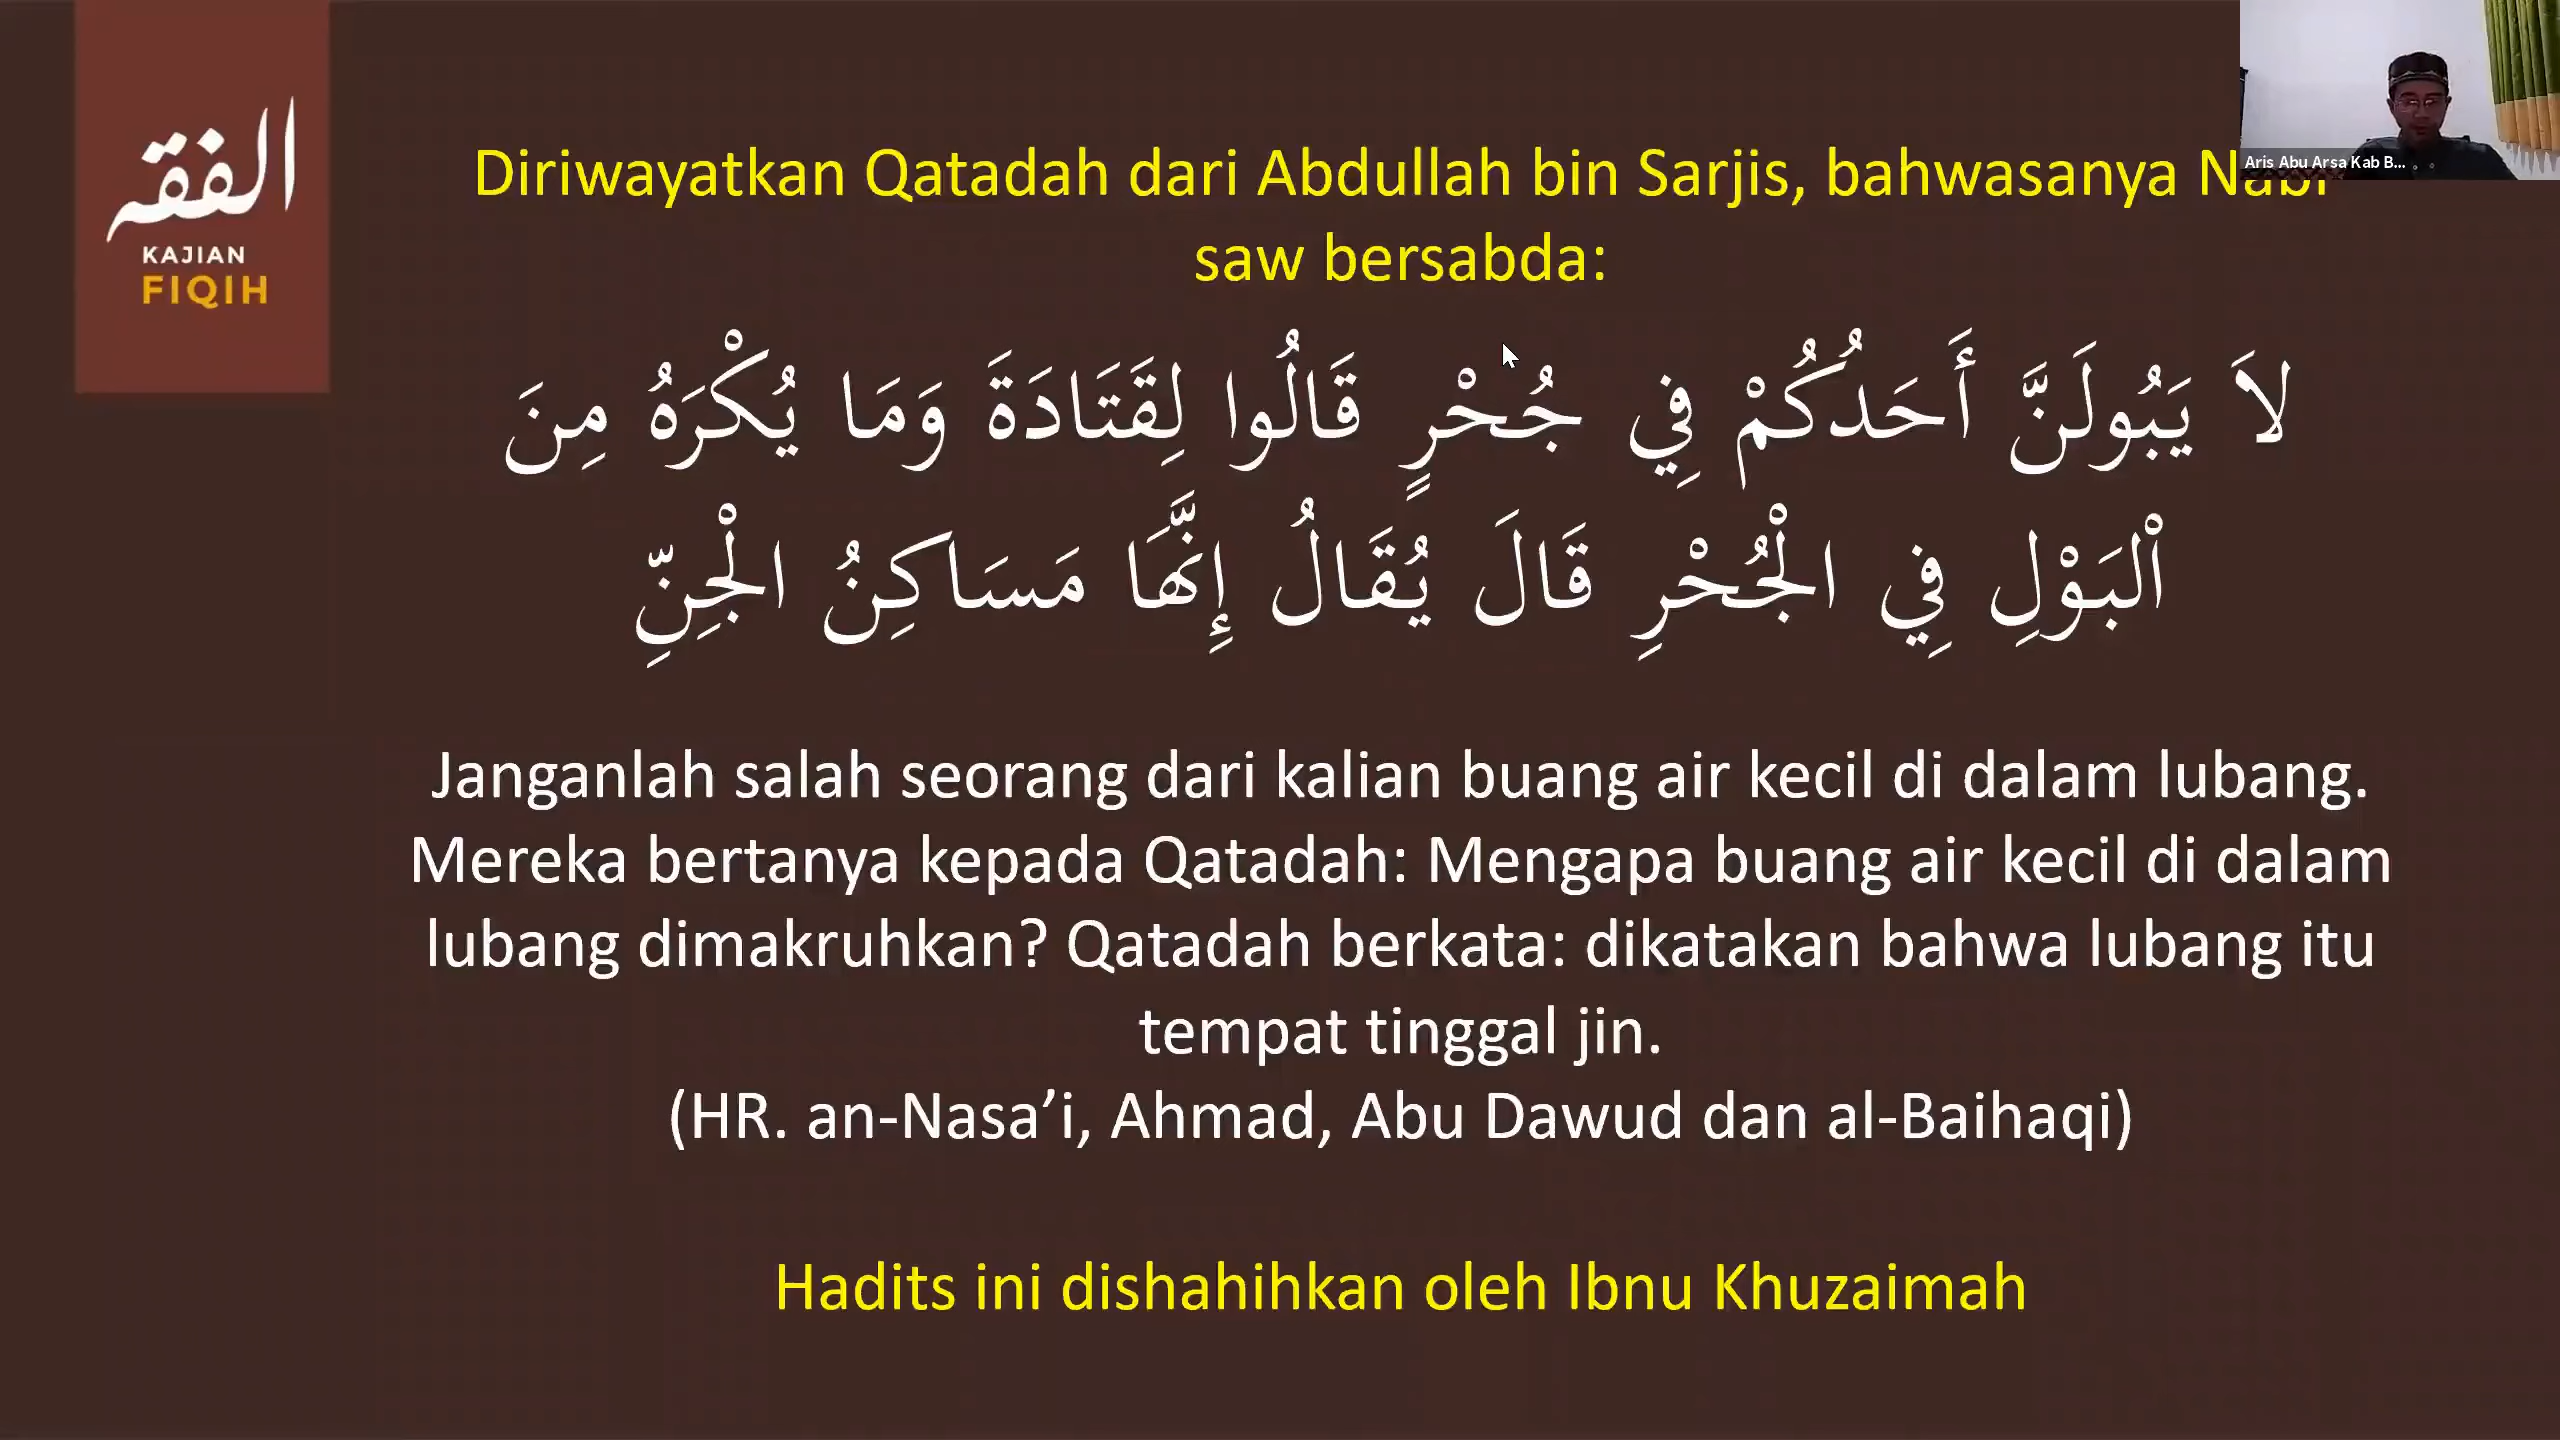 الفقه
KAJIAN
FIQIH
Aris Abu Arsa Kab B...
Diriwayatkan Qatadah dari Abdullah bin Sarjis, bahwasanya Nabi
saw bersabda:
لاَ يَبُولَنَّ أَحَدُكُمْ فِي جُحْرٍ قَالُوا لِقَتَادَةَ وَمَا يُكْرَهُ مِنَ
اْلبَوْلِ فِي الْجُحْرِ قَالَ يُقَالُ إِنَّهَا مَسَاكِنُ الْجِنِّ
Janganlah salah seorang dari kalian buang air kecil di dalam lubang.
Mereka bertanya kepada Qatadah: Mengapa buang air kecil di dalam
lubang dimakruhkan? Qatadah berkata: dikatakan bahwa lubang itu
tempat tinggal jin.
(HR. an-Nasa’i, Ahmad, Abu Dawud dan al-Baihaqi)
Hadits ini dishahihkan oleh Ibnu Khuzaimah